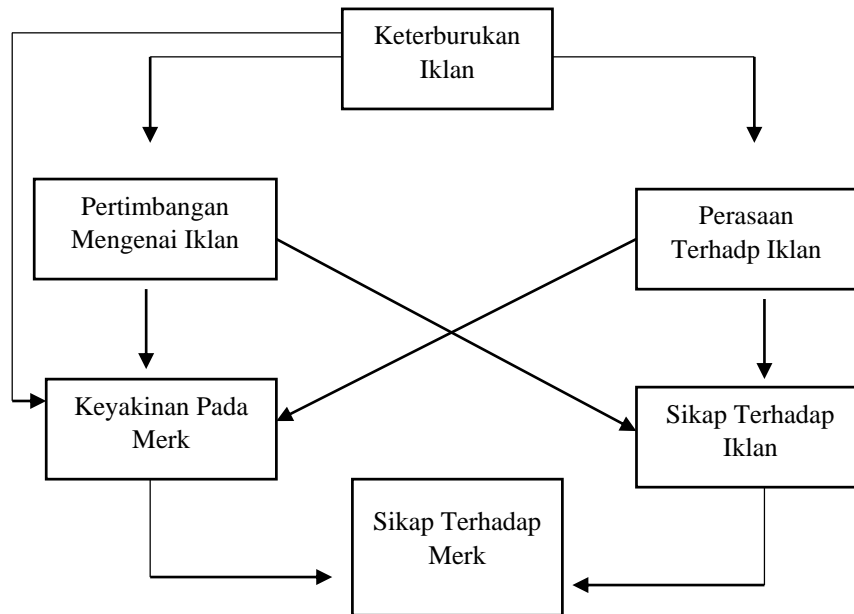 Keterburukan
Iklan
Pertimbangan
Mengenai Iklan
Perasaan
Terhadp Iklan
Keyakinan Pada
Merk
Sikap Terhadap
Iklan
Sikap Terhadap
Merk